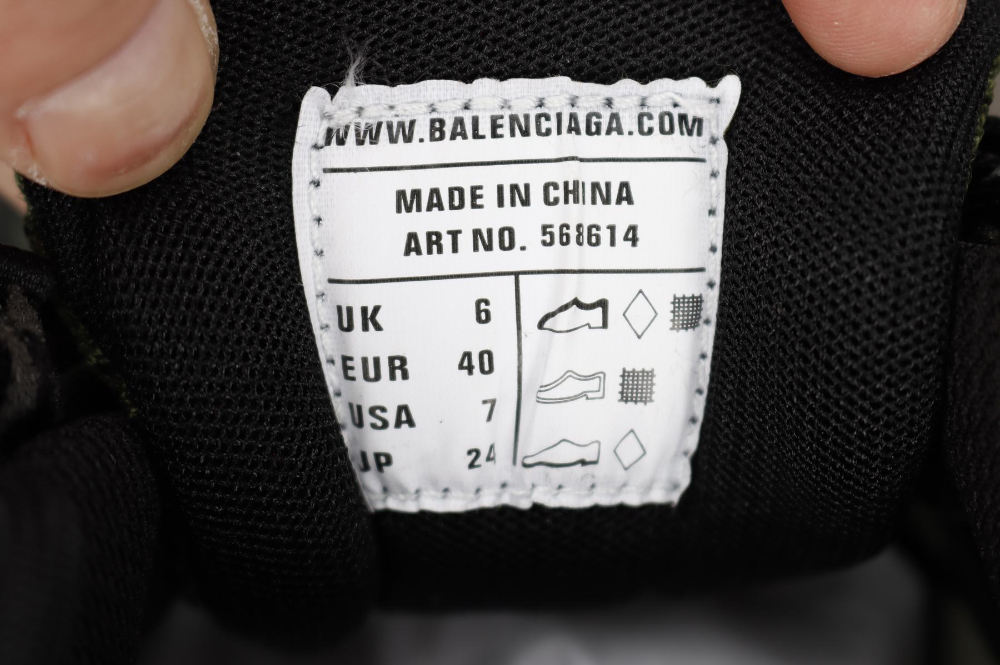 WWW.BALENCIAGA.COM
MADE IN CHINA
ART NO. 568614
UK 6
EUR 40
USA 7
JP 24